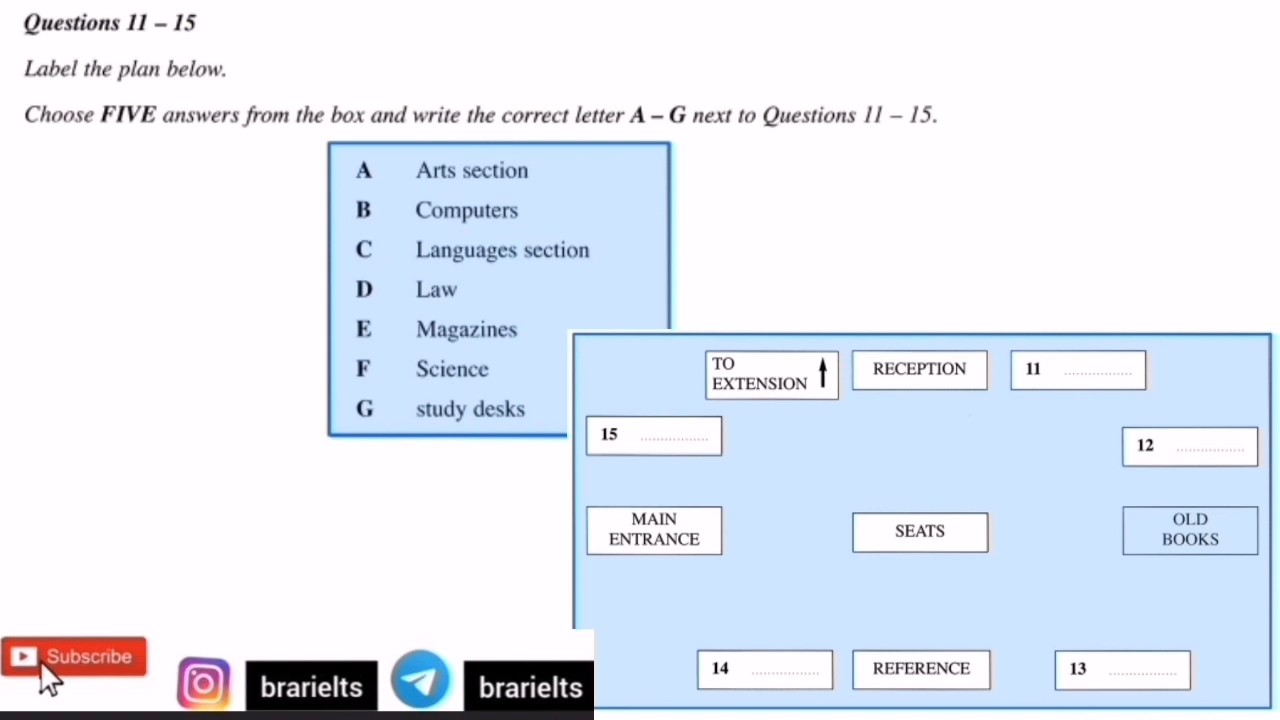 Questions 11 – 15
Label the plan below.
Choose FIVE answers from the box and write the correct letter A – G next to Questions 11 – 15.
A Arts section
B Computers
C Languages section
D Law
E Magazines
F Science
G study desks
TO
EXTENSION
RECEPTION
11 ..................
15 ..................
12 ..................
MAIN
ENTRANCE
SEATS
OLD
BOOKS
14 ..................
REFERENCE
13 ..................
Subscribe
brarielts
brarielts